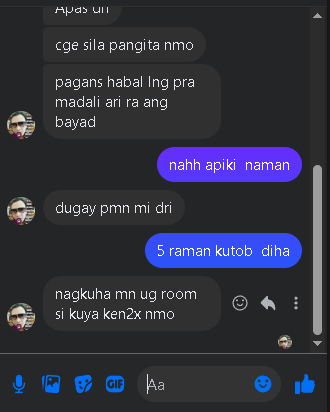 Apas diri
cge sila pangita nmo
pagans habal lng pra
madali ari ra ang
bayad
nahh apiki naman
dugay pmn mi dri
5 raman kutob diha
nagkuha mn ug room
si kuya ken2x nmo
GIF
Aa